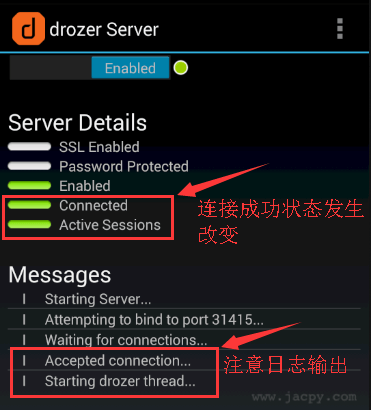 drozer Server
Enabled
Server Details
SSL Enabled
Password Protected
Enabled
Connected
Active Sessions
连接成功状态发生
改变
Messages
I Starting Server...
I Attempting to bind to port 31415...
I Waiting for connections...
I Accepted connection...
I Starting drozer thread...
注意日志输出
www.jacpy.com